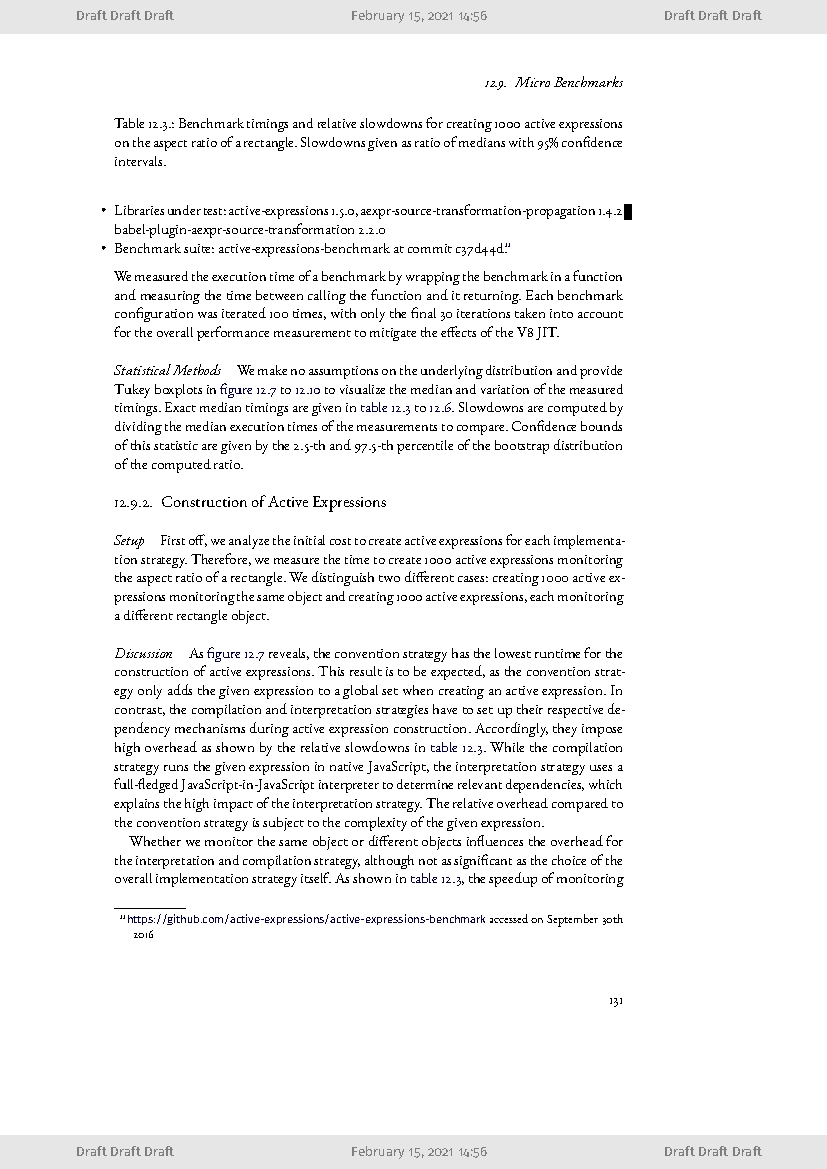 Draft Draft Draft February 15, 2021 14:56 Draft Draft Draft
12.9. Micro Benchmarks
Table 12.3.: Benchmark timings and relative slowdowns for creating 1000 active expressions
on the aspect ratio of a rectangle. Slowdowns given as ratio of medians with 95% confidence
intervals.
• Libraries under test: active-expressions 1.5.0, aexpr-source-transformation-propagation 1.4.2
babel-plugin-aexpr-source-transformation 2.2.0
• Benchmark suite: active-expressions-benchmark at commit c37d44d.¹¹
We measured the execution time of a benchmark by wrapping the benchmark in a function
and measuring the time between calling the function and it returning. Each benchmark
configuration was iterated 100 times, with only the final 30 iterations taken into account
for the overall performance measurement to mitigate the effects of the V8 JIT.
Statistical Methods We make no assumptions on the underlying distribution and provide
Tukey boxplots in figure 12.7 to 12.10 to visualize the median and variation of the measured
timings. Exact median timings are given in table 12.3 to 12.6. Slowdowns are computed by
dividing the median execution times of the measurements to compare. Confidence bounds
of this statistic are given by the 2.5-th and 97.5-th percentile of the bootstrap distribution
of the computed ratio.
12.9.2. Construction of Active Expressions
Setup First off, we analyze the initial cost to create active expressions for each implementa-
tion strategy. Therefore, we measure the time to create 1000 active expressions monitoring
the aspect ratio of a rectangle. We distinguish two different cases: creating 1000 active ex-
pressions monitoring the same object and creating 1000 active expressions, each monitoring
a different rectangle object.
Discussion As figure 12.7 reveals, the convention strategy has the lowest runtime for the
construction of active expressions. This result is to be expected, as the convention strat-
egy only adds the given expression to a global set when creating an active expression. In
contrast, the compilation and interpretation strategies have to set up their respective de-
pendency mechanisms during active expression construction. Accordingly, they impose
high overhead as shown by the relative slowdowns in table 12.3. While the compilation
strategy runs the given expression in native JavaScript, the interpretation strategy uses a
full-fledged JavaScript-in-JavaScript interpreter to determine relevant dependencies, which
explains the high impact of the interpretation strategy. The relative overhead compared to
the convention strategy is subject to the complexity of the given expression.
Whether we monitor the same object or different objects influences the overhead for
the interpretation and compilation strategy, although not as significant as the choice of the
overall implementation strategy itself. As shown in table 12.3, the speedup of monitoring
¹¹https://github.com/active-expressions/active-expressions-benchmark accessed on September 30th
2016
131
Draft Draft Draft February 15, 2021 14:56 Draft Draft Draft